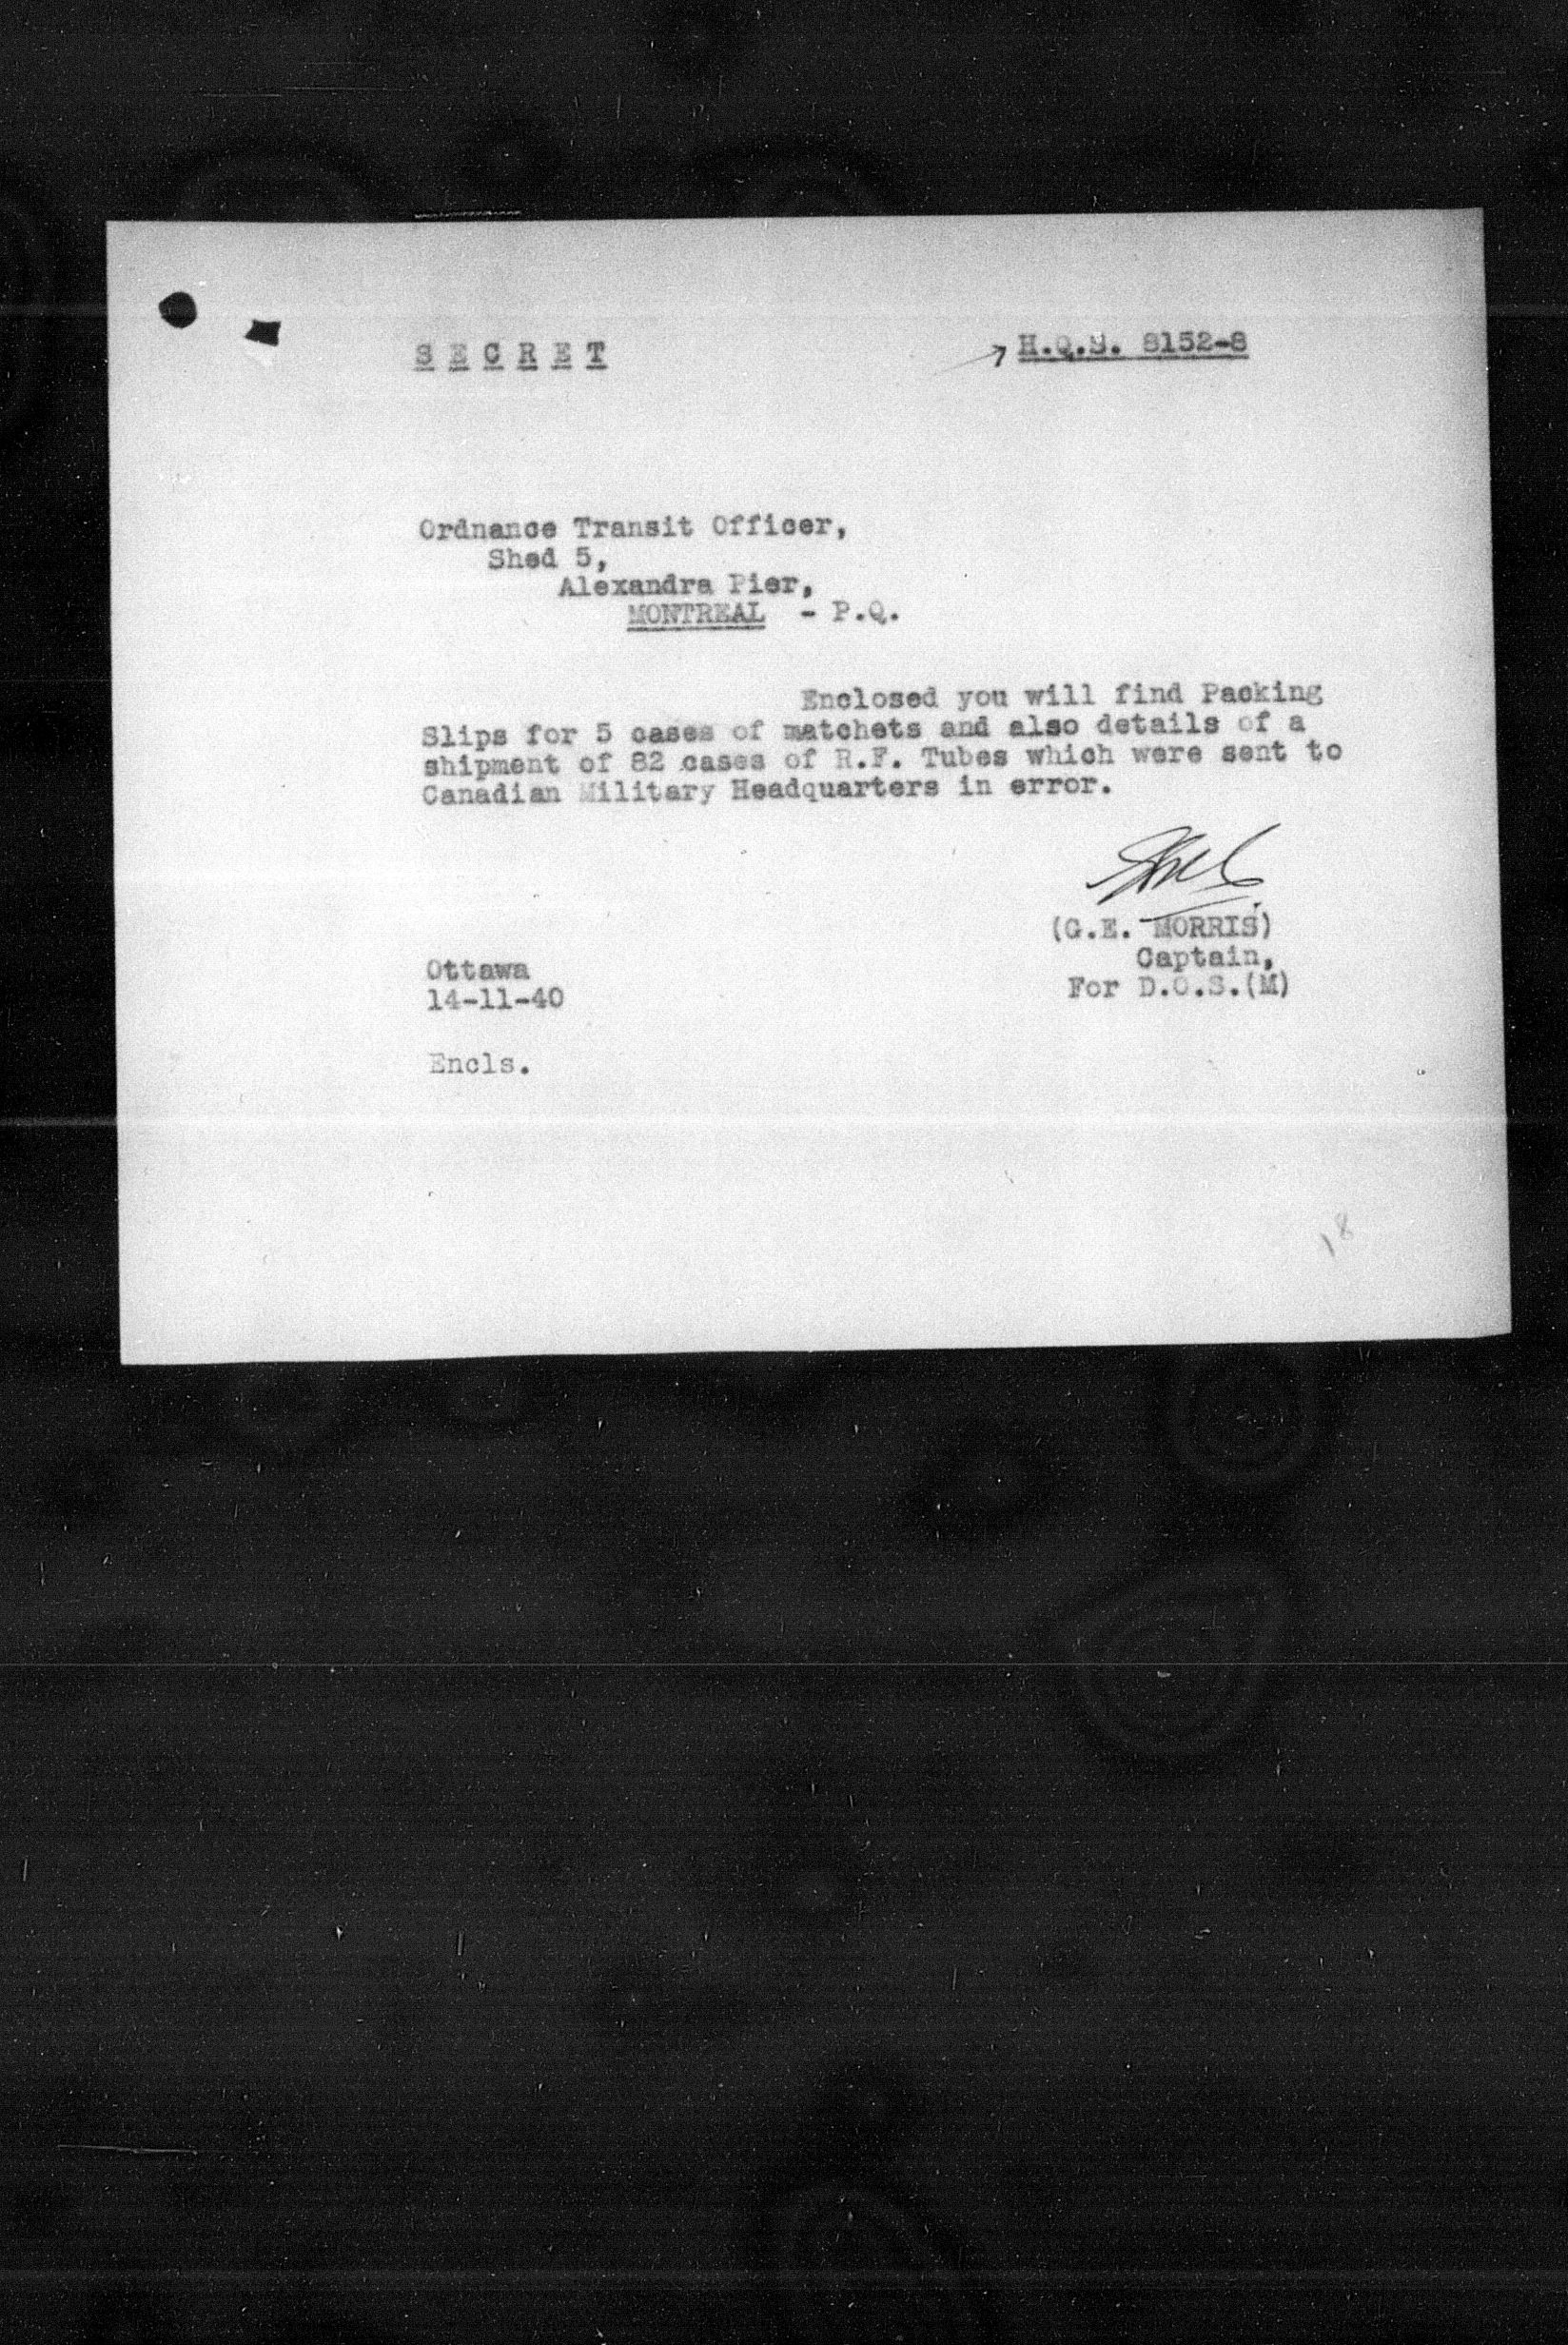 S E C R E T
H.Q.S. 8152-8
Ordnance Transit Officer,
Shed 5,
Alexandra Pier,
MONTREAL - P.Q.
Enclosed you will find Packing
Slips for 5 cases of matchets and also details of a
shipment of 82 cases of R.F. Tubes which were sent to
Canadian Military Headquarters in error.
(G.E. MORRIS)
Captain,
For D.O.S.(M)
Ottawa
14-11-40
Encls.
18